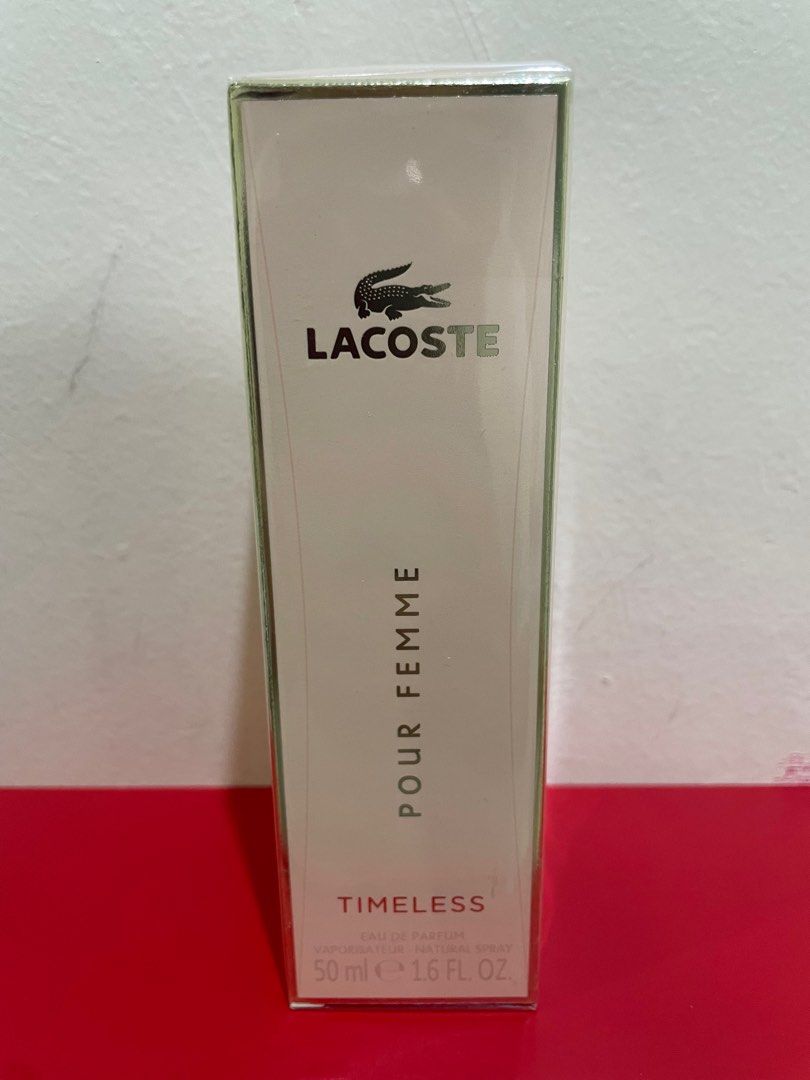 LACOSTE
POUR FEMME
TIMELESS
EAU DE PARFUM
VAPORISATEUR - NATURAL SPRAY
50 ml ℮ 1.6 FL. OZ.